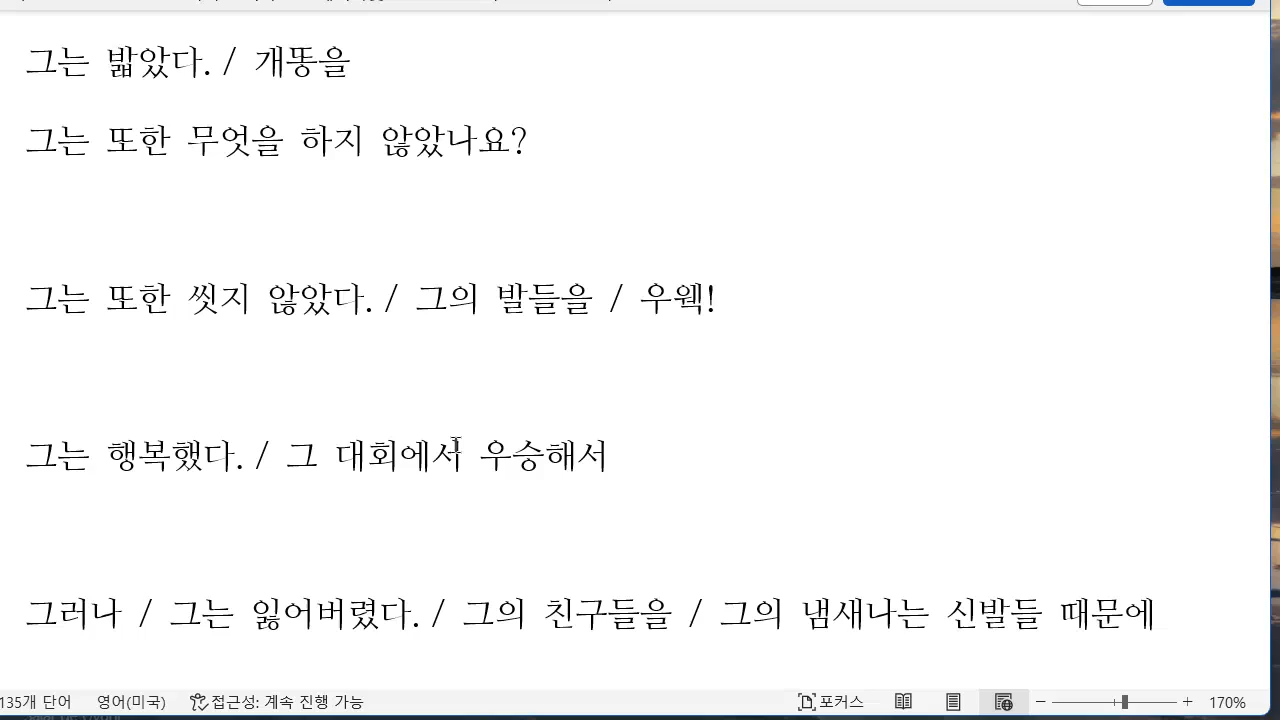 그는 밟았다. / 개똥을
그는 또한 무엇을 하지 않았나요?
그는 또한 씻지 않았다. / 그의 발들을 / 우웩!
그는 행복했다. / 그 대회에서 우승해서
그러나 / 그는 잃어버렸다. / 그의 친구들을 / 그의 냄새나는 신발들 때문에
135개 단어 영어(미국) 접근성: 계속 진행 가능 포커스 170%